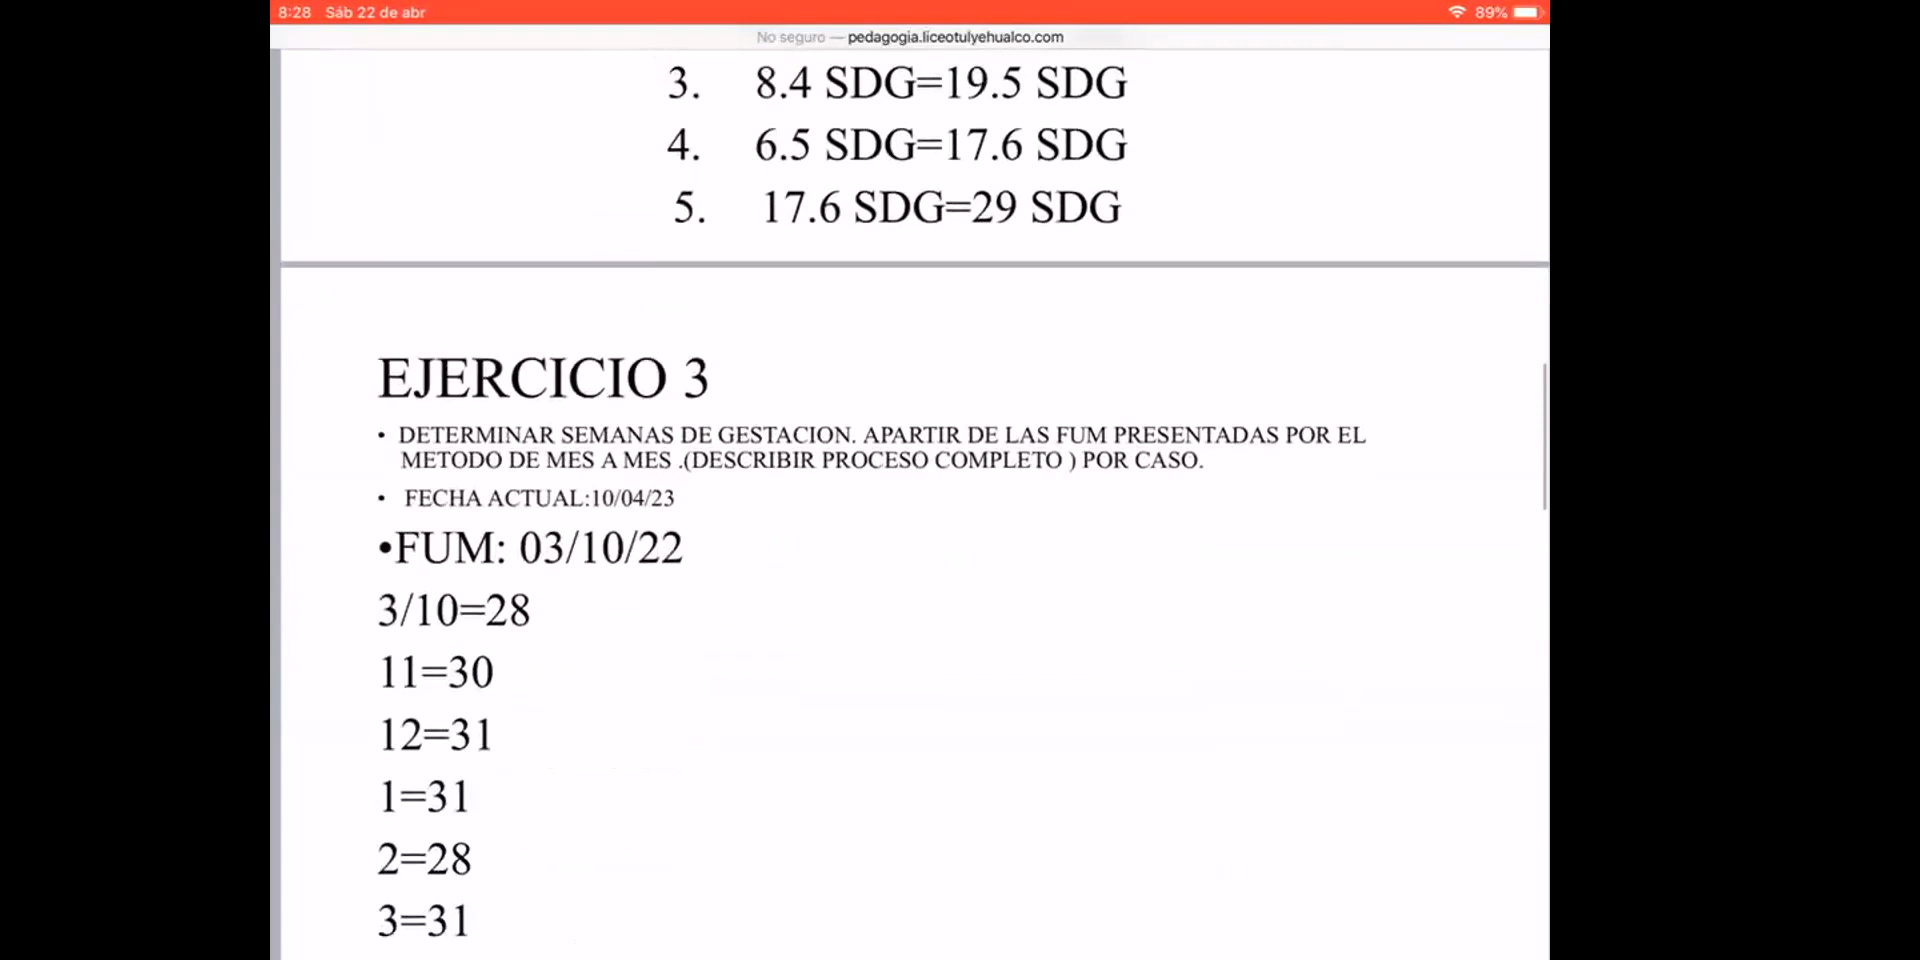 8:28 Sáb 22 de abr 89%
No seguro — pedagogia.liceotulyehualco.com
3. 8.4 SDG=19.5 SDG
4. 6.5 SDG=17.6 SDG
5. 17.6 SDG=29 SDG
EJERCICIO 3
• DETERMINAR SEMANAS DE GESTACION. APARTIR DE LAS FUM PRESENTADAS POR EL
METODO DE MES A MES .(DESCRIBIR PROCESO COMPLETO ) POR CASO.
• FECHA ACTUAL:10/04/23
•FUM: 03/10/22
3/10=28
11=30
12=31
1=31
2=28
3=31